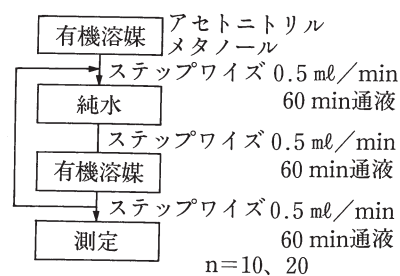 有機溶媒
アセトニトリル
メタノール
ステップワイズ 0.5 ㎖／min
60 min通液
純水
ステップワイズ 0.5 ㎖／min
60 min通液
有機溶媒
ステップワイズ 0.5 ㎖／min
60 min通液
測定
n＝10、20